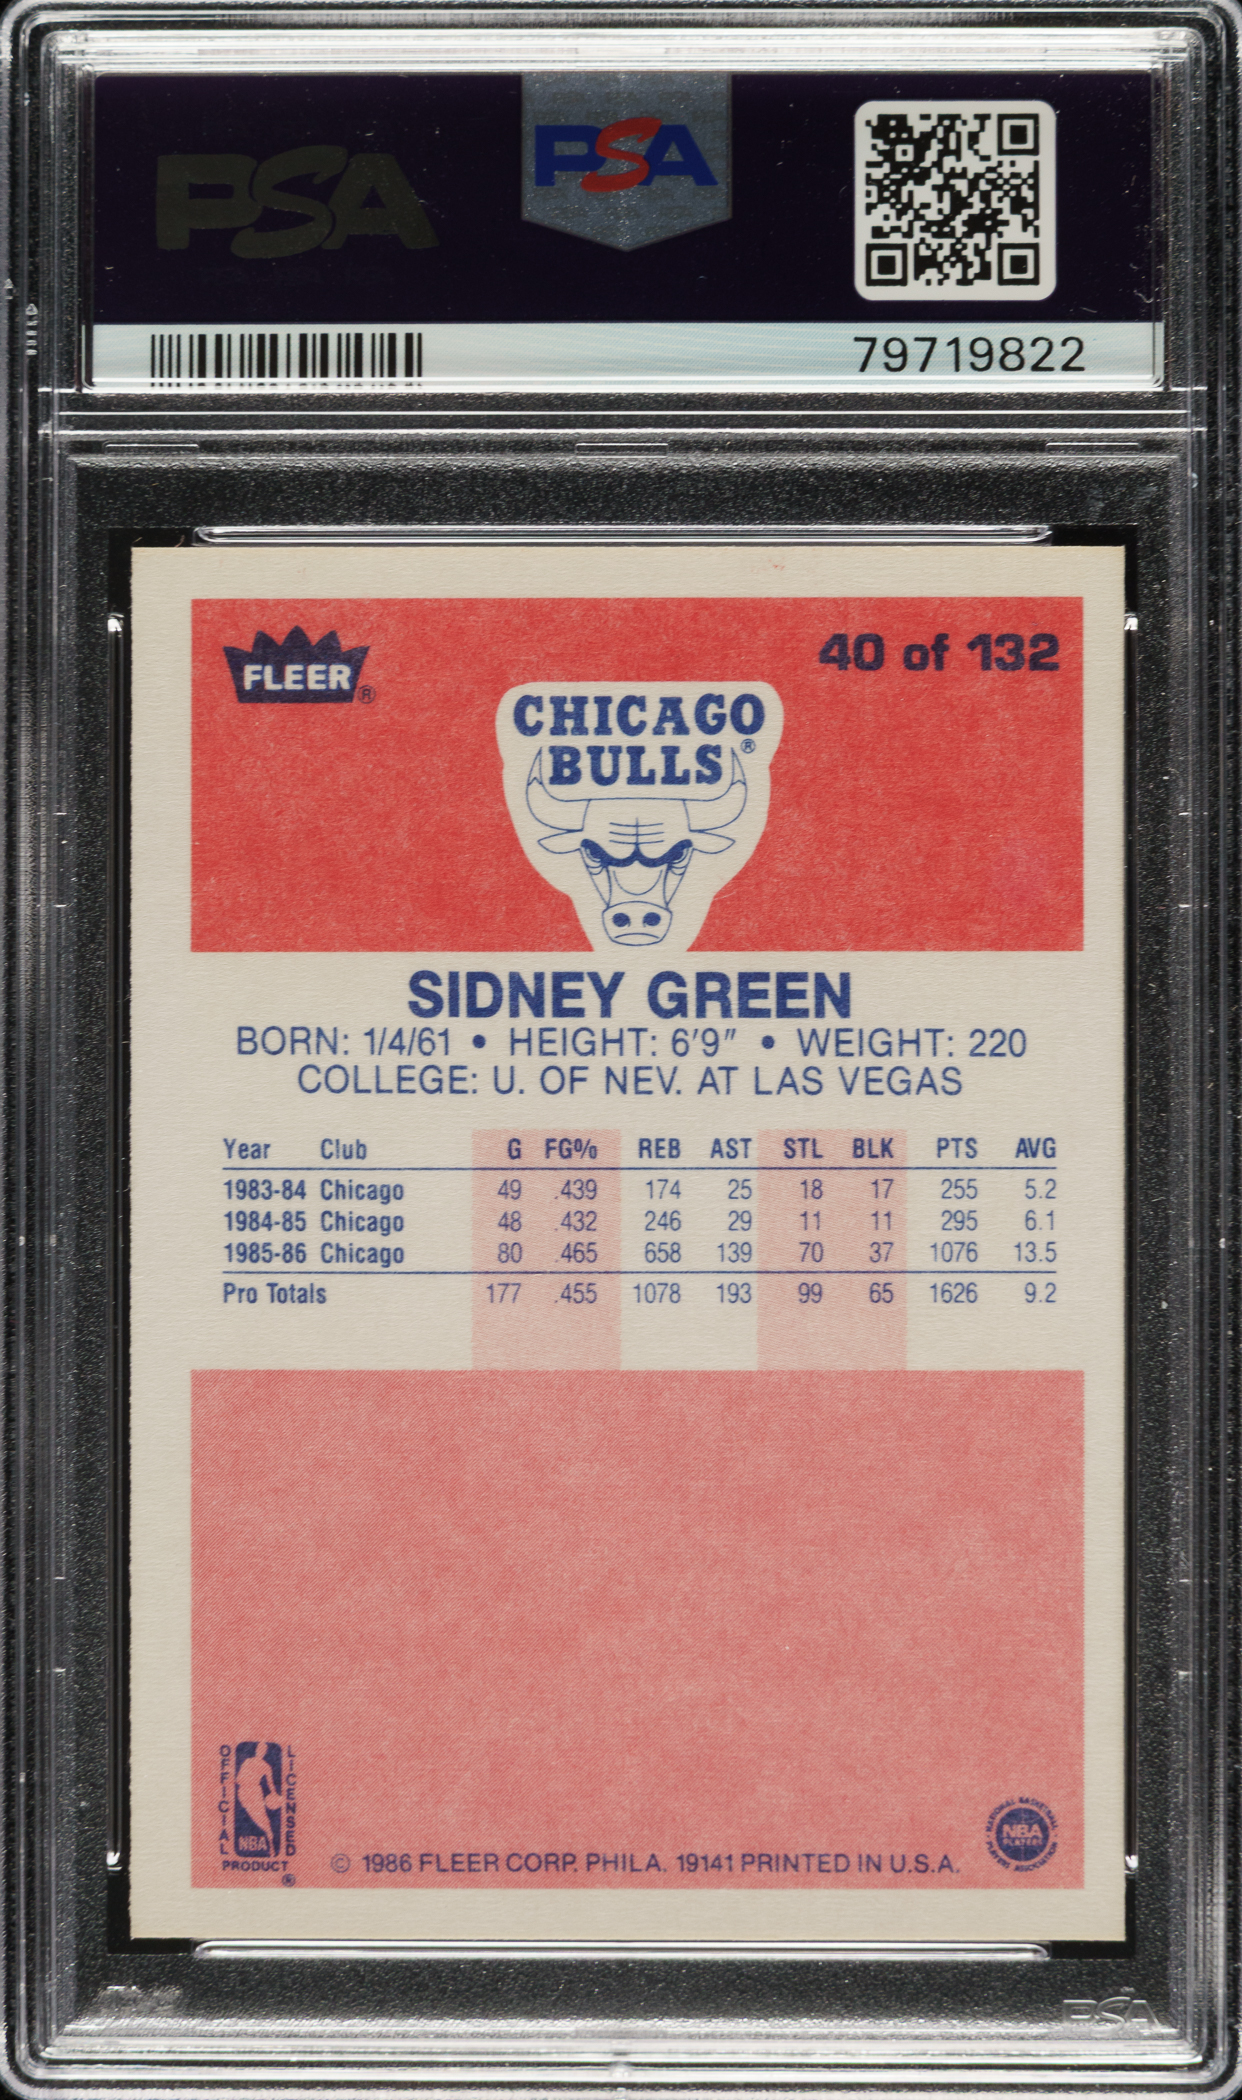 PSA
PSA
79719822
FLEER®
40 of 132
CHICAGO
BULLS®
SIDNEY GREEN
BORN: 1/4/61 • HEIGHT: 6'9" • WEIGHT: 220
COLLEGE: U. OF NEV. AT LAS VEGAS
Year Club G FG% REB AST STL BLK PTS AVG
1983-84 Chicago 49 .439 174 25 18 17 255 5.2
1984-85 Chicago 48 .432 246 29 11 11 295 6.1
1985-86 Chicago 80 .465 658 139 70 37 1076 13.5
Pro Totals 177 .455 1078 193 99 65 1626 9.2
OFFICIAL
LICENSED
NBA
PRODUCT
®
© 1986 FLEER CORP. PHILA. 19141 PRINTED IN U.S.A.
NATIONAL BASKETBALL
NBA
PLAYERS
PLAYERS ASSOCIATION
PSA